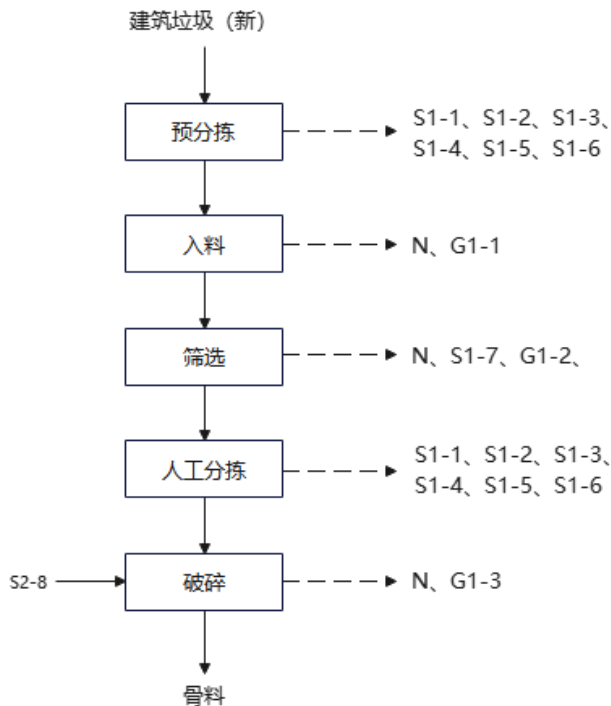 建筑垃圾（新）
预分拣
S1-1、S1-2、S1-3、
S1-4、S1-5、S1-6
入料
N、G1-1
筛选
N、S1-7、G1-2、
人工分拣
S1-1、S1-2、S1-3、
S1-4、S1-5、S1-6
S2-8
破碎
N、G1-3
骨料